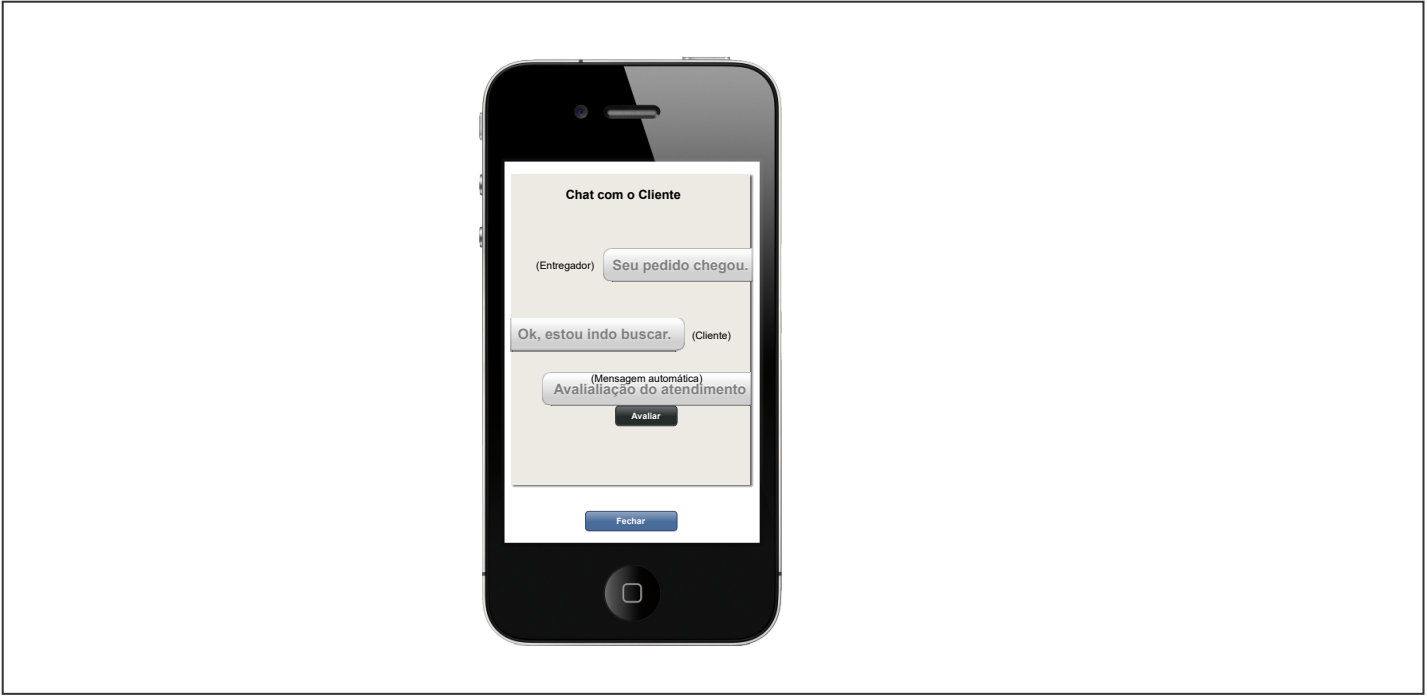 Chat com o Cliente
(Entregador) Seu pedido chegou.
Ok, estou indo buscar. (Cliente)
(Mensagem automática)
Avalialiação do atendimento
Avaliar
Fechar